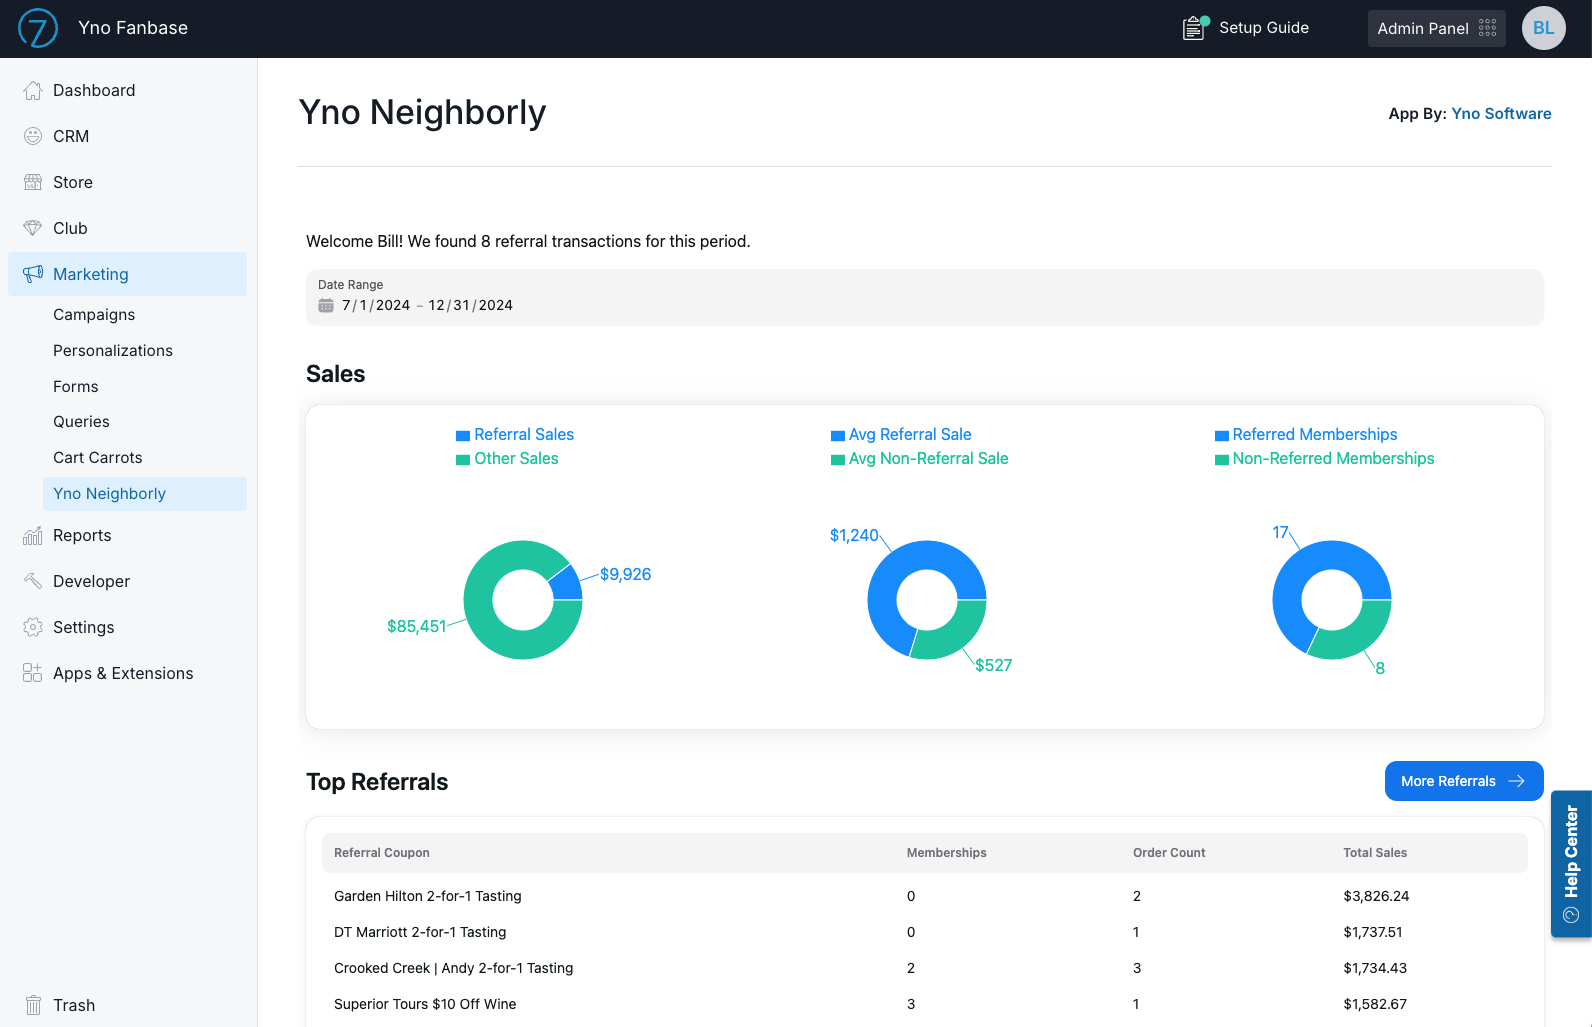 Yno Fanbase
Setup Guide
Admin Panel
BL
Dashboard
CRM
Store
Club
Marketing
Campaigns
Personalizations
Forms
Queries
Cart Carrots
Yno Neighborly
Reports
Developer
Settings
Apps & Extensions
Trash
Yno Neighborly
App By: Yno Software
Welcome Bill! We found 8 referral transactions for this period.
Date Range
7/1/2024 - 12/31/2024
Sales
Referral Sales
Other Sales
$9,926
$85,451
Avg Referral Sale
Avg Non-Referral Sale
$1,240
$527
Referred Memberships
Non-Referred Memberships
17
8
Top Referrals
More Referrals
Referral Coupon Memberships Order Count Total Sales
Garden Hilton 2-for-1 Tasting 0 2 $3,826.24
DT Marriott 2-for-1 Tasting 0 1 $1,737.51
Crooked Creek | Andy 2-for-1 Tasting 2 3 $1,734.43
Superior Tours $10 Off Wine 3 1 $1,582.67
Help Center